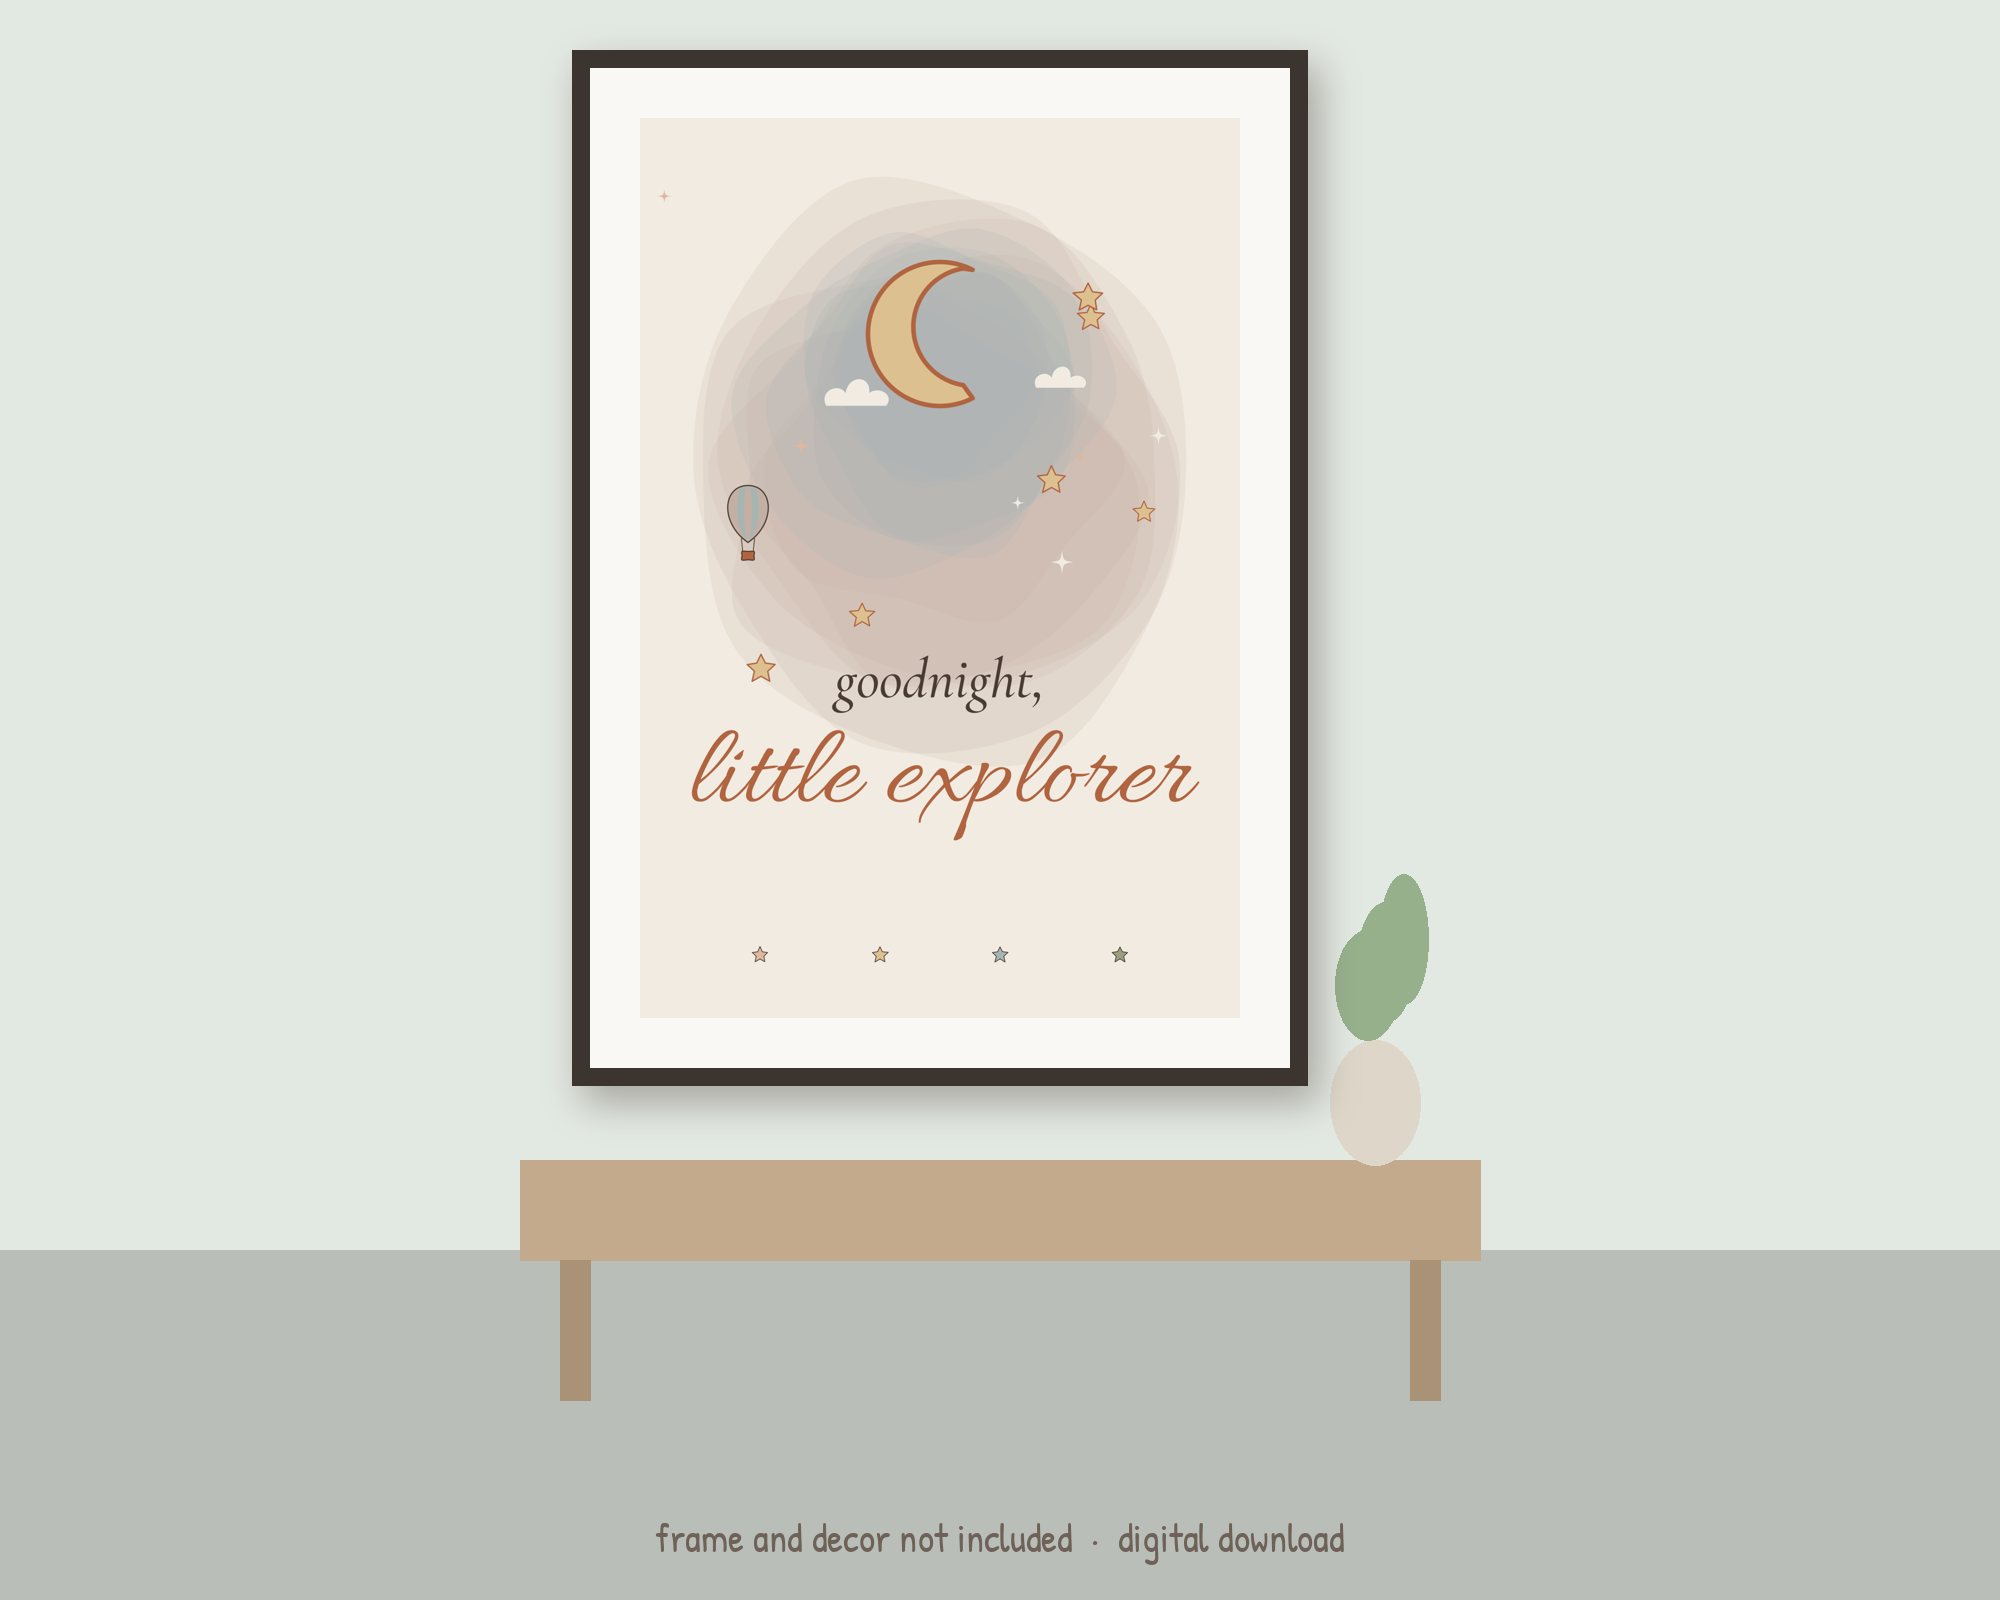 goodnight,
little explorer
frame and decor not included · digital download